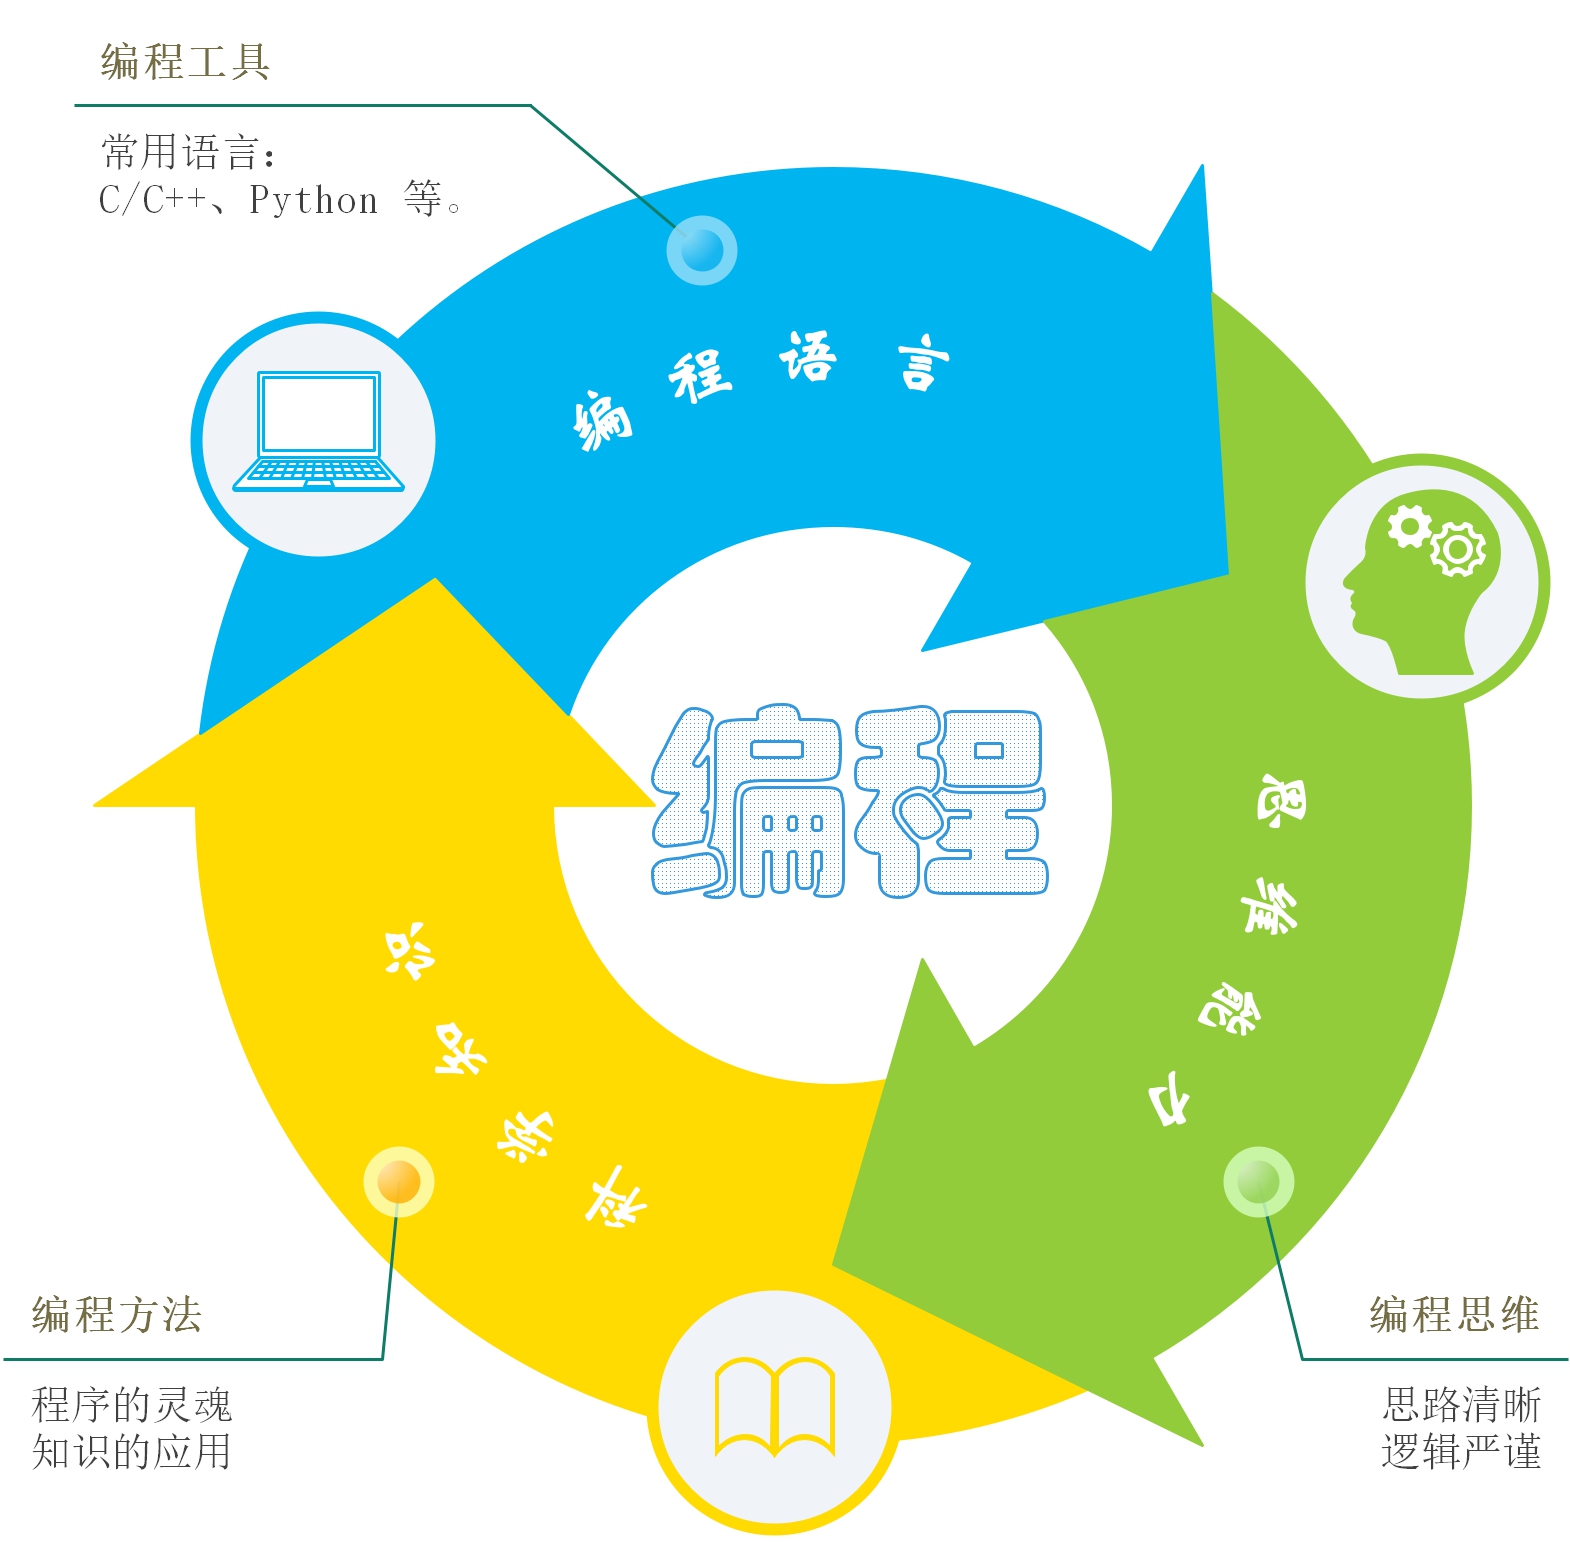 编程工具
常用语言：
C/C++、Python 等。
编程语言
编程
思维能力
科学知识
编程方法
程序的灵魂
知识的应用
编程思维
思路清晰
逻辑严谨